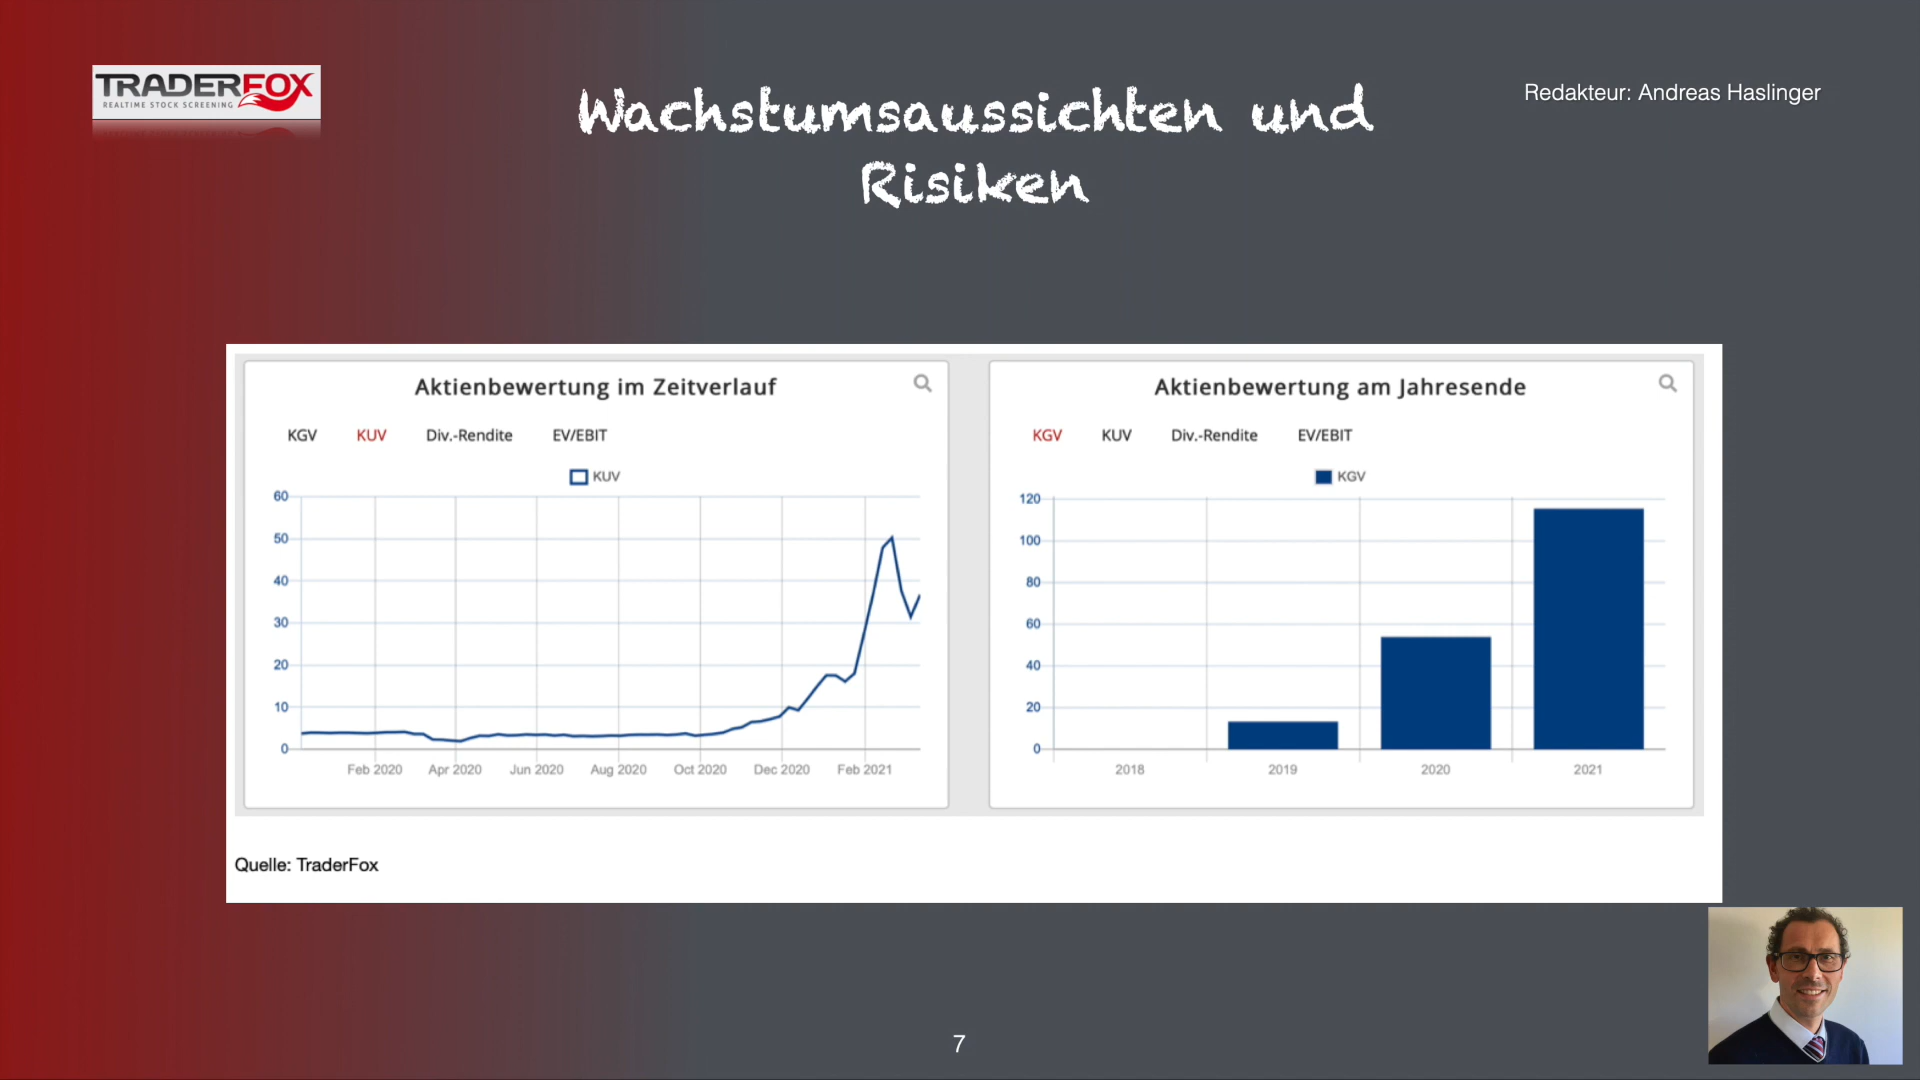 TRADERFOX
REALTIME STOCK SCREENING
Wachstumsaussichten und
Risiken
Redakteur: Andreas Haslinger
Aktienbewertung im Zeitverlauf
KGV KUV Div.-Rendite EV/EBIT
KUV
60
50
40
30
20
10
0
Feb 2020 Apr 2020 Jun 2020 Aug 2020 Oct 2020 Dec 2020 Feb 2021
Aktienbewertung am Jahresende
KGV KUV Div.-Rendite EV/EBIT
KGV
120
100
80
60
40
20
0
2018 2019 2020 2021
Quelle: TraderFox
7